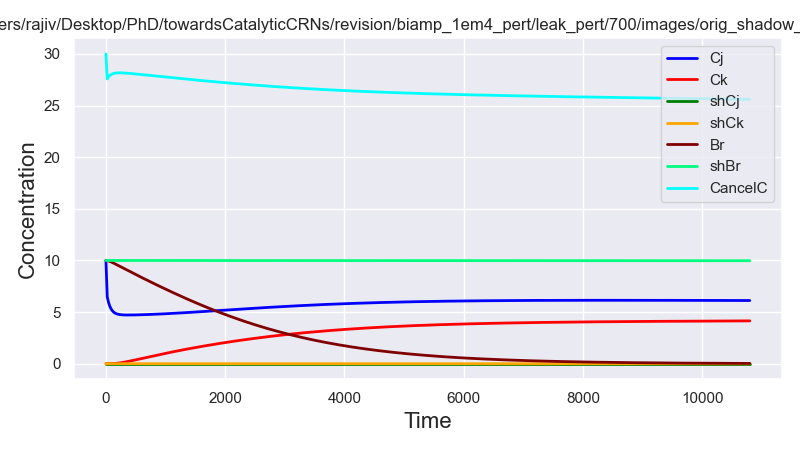 ers/rajiv/Desktop/PhD/towardsCatalyticCRNs/revision/biamp_1em4_pert/leak_pert/700/images/orig_shadow_
30
25
20
15
10
5
0
Concentration
0 2000 4000 6000 8000 10000
Time
Cj
Ck
shCj
shCk
Br
shBr
CancelC